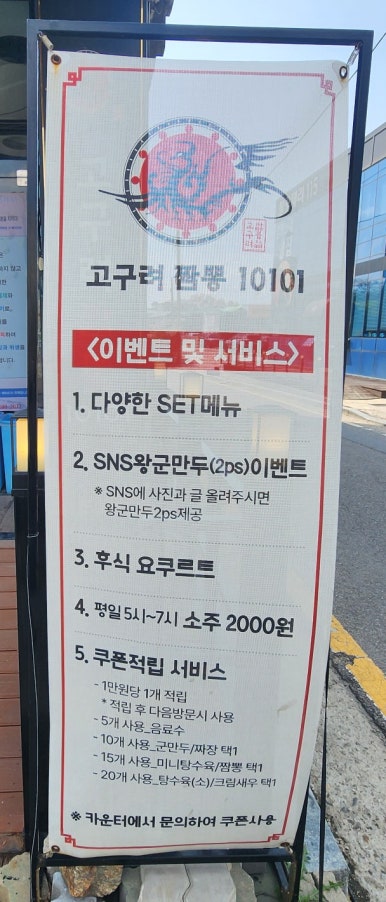 고구려 짬뽕 10101
<이벤트 및 서비스>
1. 다양한 SET메뉴
2. SNS왕군만두(2ps)이벤트
※ SNS에 사진과 글 올려주시면
왕군만두2ps제공
3. 후식 요쿠르트
4. 평일 5시~7시 소주 2000원
5. 쿠폰적립 서비스
- 1만원당 1개 적립
* 적립 후 다음방문시 사용
- 5개 사용_음료수
- 10개 사용_군만두/짜장 택1
- 15개 사용_미니탕수육/짬뽕 택1
- 20개 사용_탕수육(소)/크림새우 택1
※ 카운터에서 문의하여 쿠폰사용